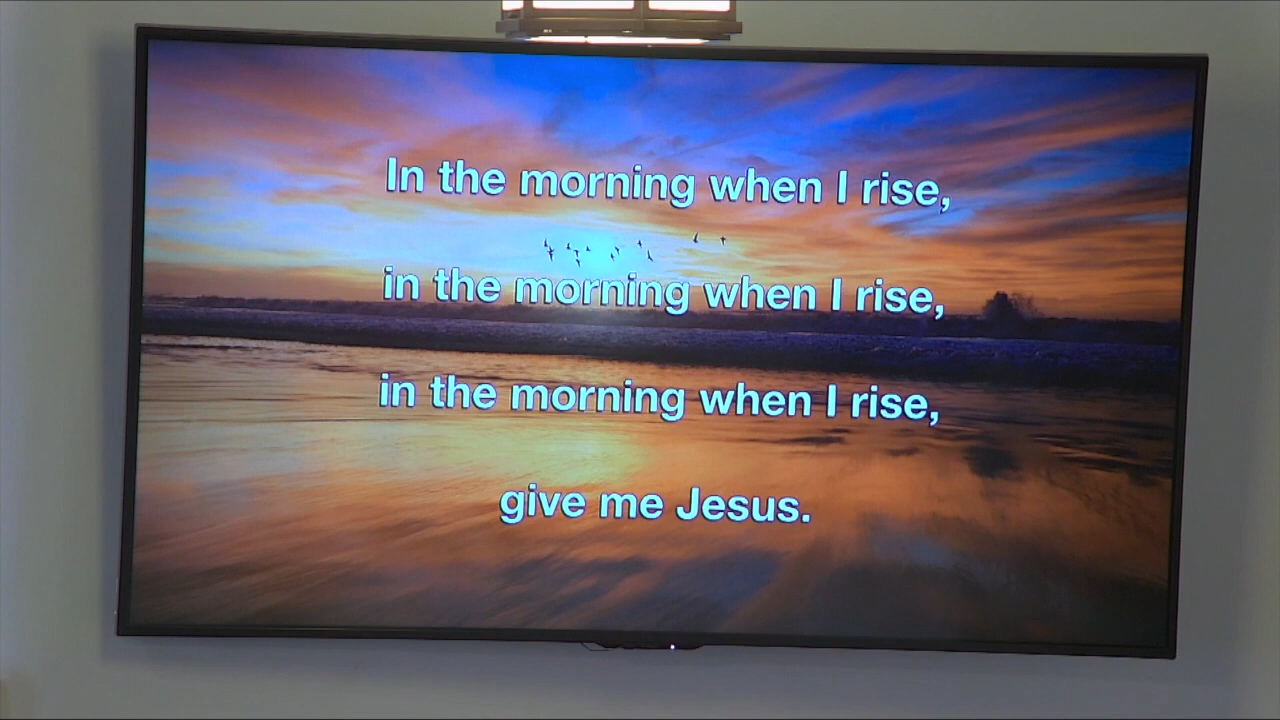 In the morning when I rise,
in the morning when I rise,
in the morning when I rise,
give me Jesus.